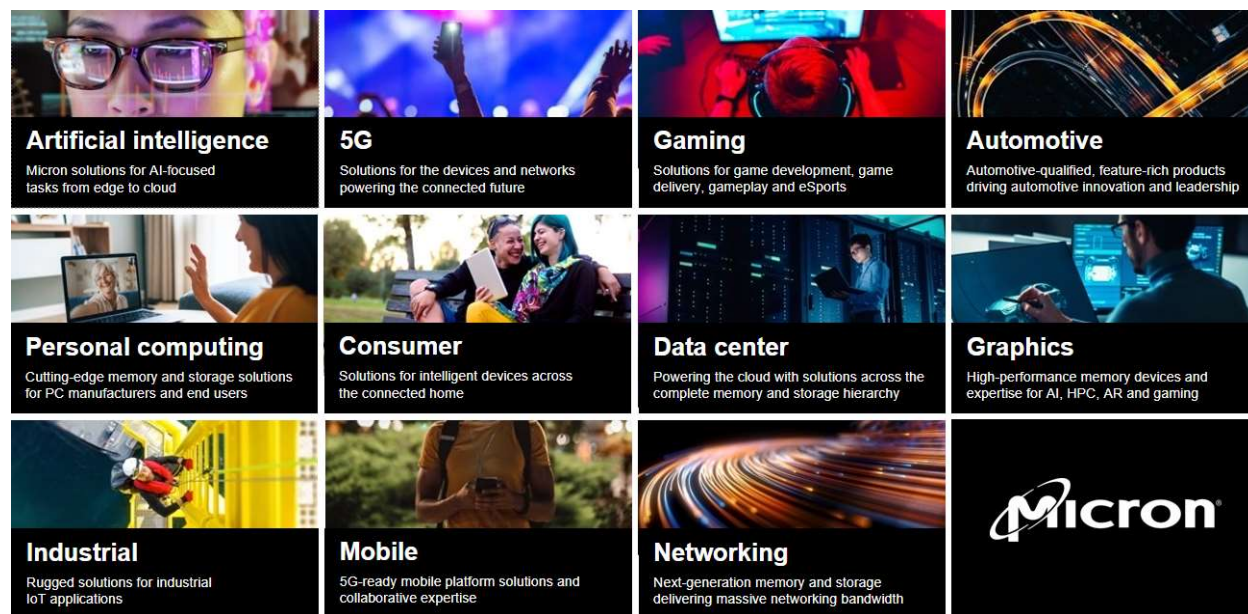 Artificial intelligence
Micron solutions for AI-focused
tasks from edge to cloud
5G
Solutions for the devices and networks
powering the connected future
Gaming
Solutions for game development, game
delivery, gameplay and eSports
Automotive
Automotive-qualified, feature-rich products
driving automotive innovation and leadership
Personal computing
Cutting-edge memory and storage solutions
for PC manufacturers and end users
Consumer
Solutions for intelligent devices across
the connected home
Data center
Powering the cloud with solutions across the
complete memory and storage hierarchy
Graphics
High-performance memory devices and
expertise for AI, HPC, AR and gaming
Industrial
Rugged solutions for industrial
IoT applications
Mobile
5G-ready mobile platform solutions and
collaborative expertise
Networking
Next-generation memory and storage
delivering massive networking bandwidth
Micron®